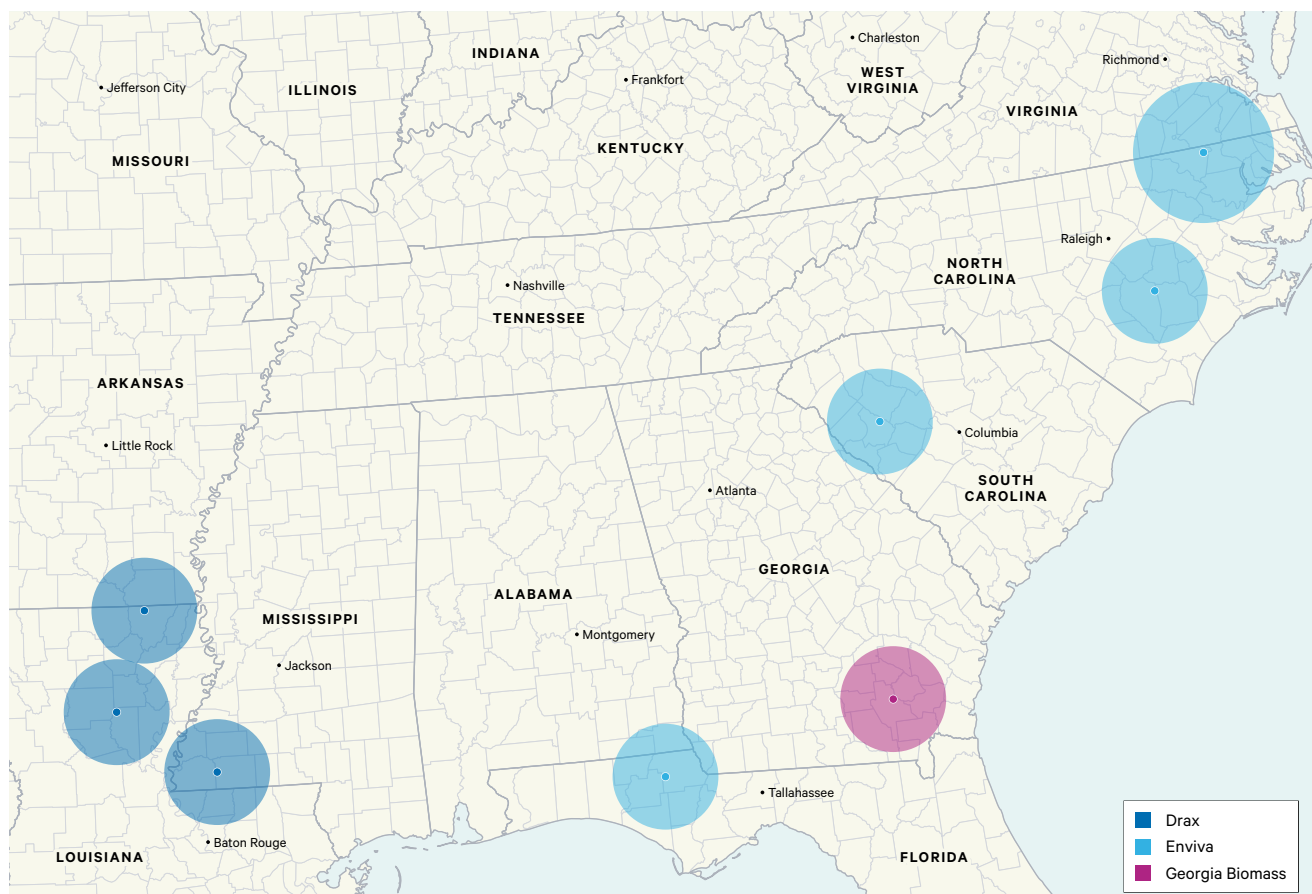 INDIANA
Charleston
Richmond
Jefferson City
ILLINOIS
Frankfort
WEST
VIRGINIA
VIRGINIA
MISSOURI
KENTUCKY
Raleigh
NORTH
CAROLINA
Nashville
TENNESSEE
ARKANSAS
Little Rock
Columbia
SOUTH
CAROLINA
Atlanta
GEORGIA
ALABAMA
MISSISSIPPI
Montgomery
Jackson
Tallahassee
Baton Rouge
LOUISIANA
FLORIDA
Drax
Enviva
Georgia Biomass